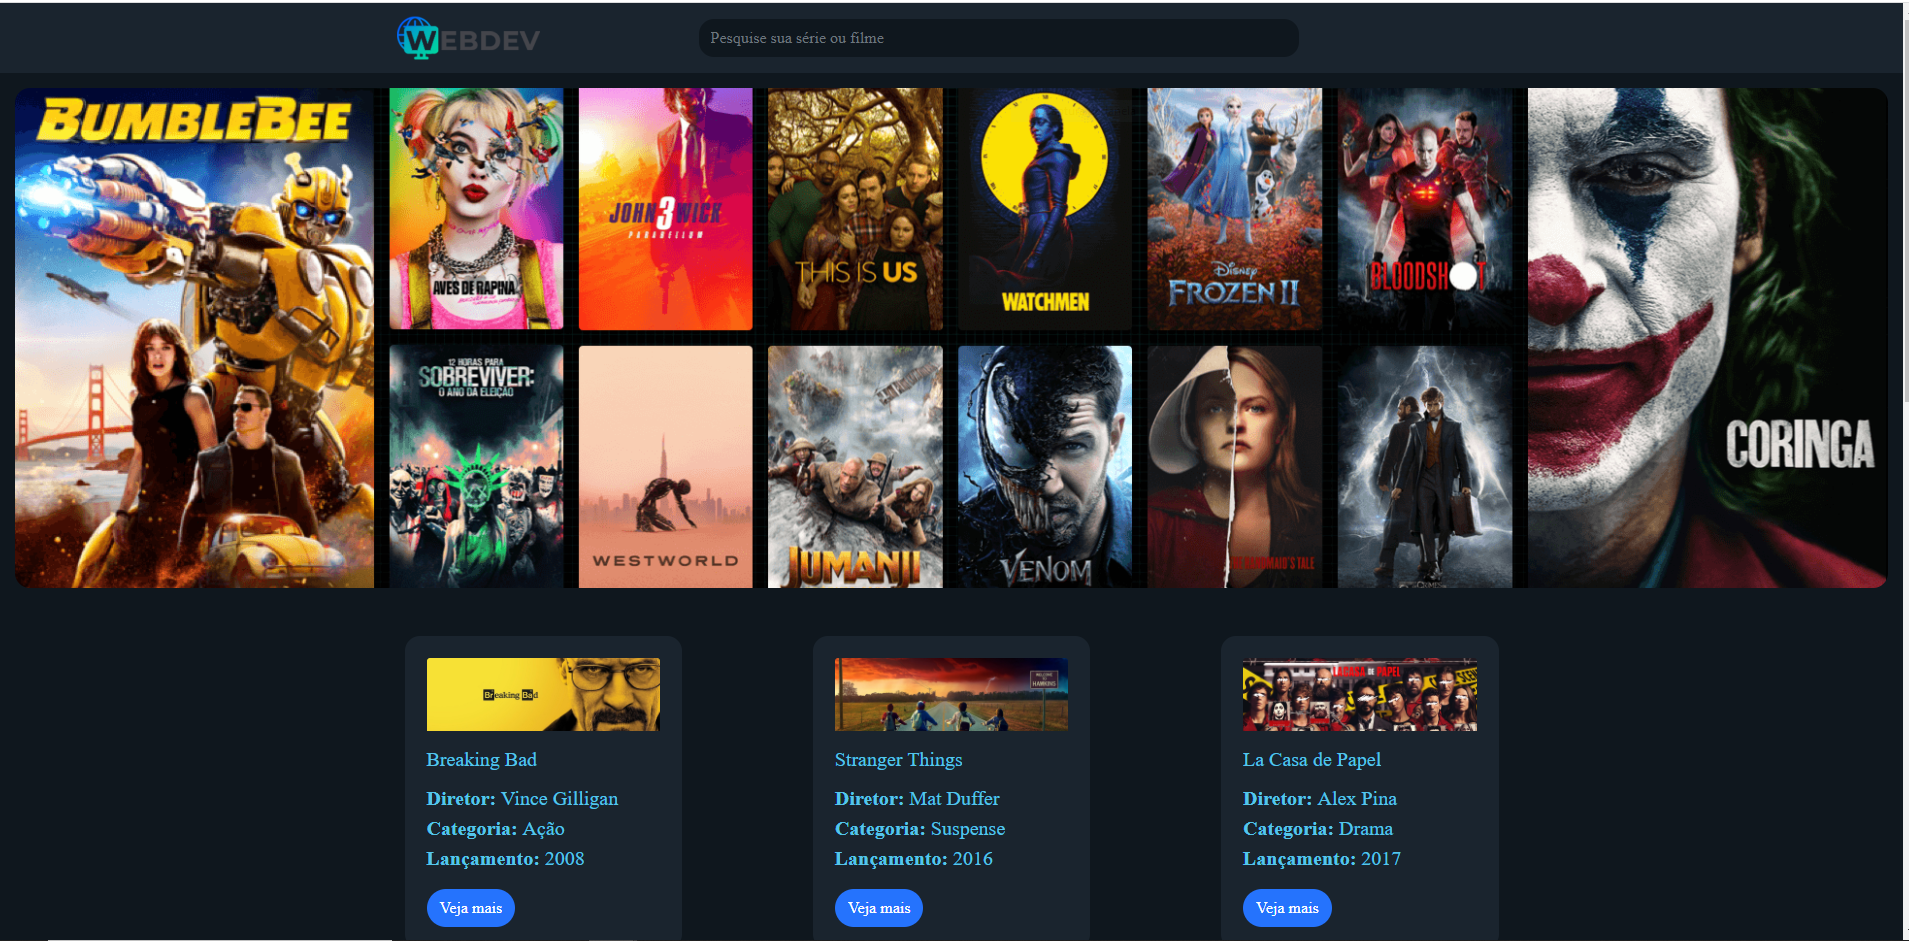 WEBDEV
Pesquise sua série ou filme
BUMBLEBEE
AVES DE RAPINA
JOHN 3 WICK
PARABELLUM
THIS IS US
WATCHMEN
DISNEY
FROZEN II
BLOODSHOT
CORINGA
12 HORAS PARA
SOBREVIVER:
O ANO DA ELEIÇÃO
WESTWORLD
JUMANJI
VENOM
HANDMAID'S TALE
Breaking Bad
WELCOME TO
HAWKINS
LA CASA DE PAPEL
Breaking Bad
Diretor: Vince Gilligan
Categoria: Ação
Lançamento: 2008
Veja mais
Stranger Things
Diretor: Mat Duffer
Categoria: Suspense
Lançamento: 2016
Veja mais
La Casa de Papel
Diretor: Alex Pina
Categoria: Drama
Lançamento: 2017
Veja mais